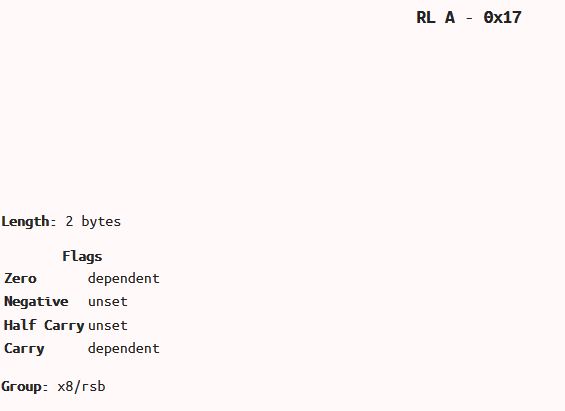 RL A - 0x17
Length: 2 bytes
Flags
Zero dependent
Negative unset
Half Carry unset
Carry dependent
Group: x8/rsb